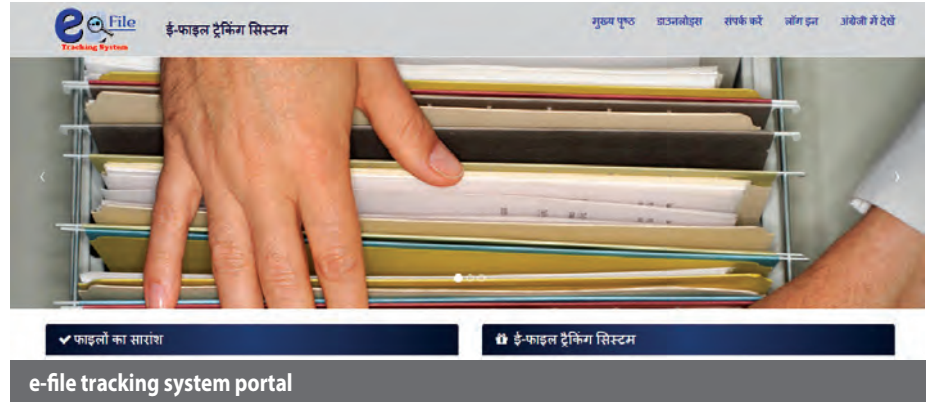 e File
Tracking System
ई-फाइल ट्रैकिंग सिस्टम
मुख्य पृष्ठ डाउनलोड्स संपर्क करें लॉग इन अंग्रेजी में देखें
फाइलों का सारांश
ई-फाइल ट्रैकिंग सिस्टम
e-file tracking system portal